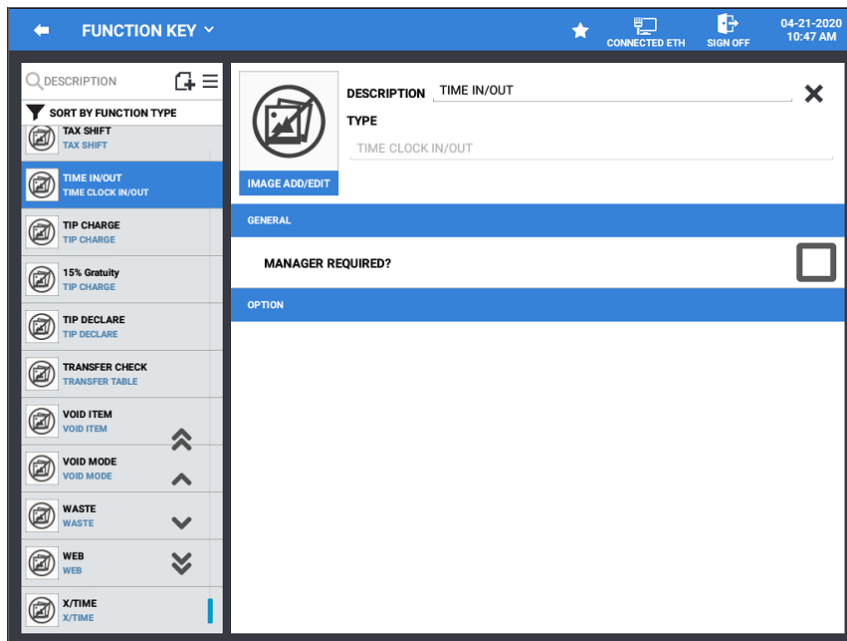 FUNCTION KEY
CONNECTED ETH
SIGN OFF
04-21-2020
10:47 AM
DESCRIPTION
SORT BY FUNCTION TYPE
TAX SHIFT
TAX SHIFT
TIME IN/OUT
TIME CLOCK IN/OUT
TIP CHARGE
TIP CHARGE
15% Gratuity
TIP CHARGE
TIP DECLARE
TIP DECLARE
TRANSFER CHECK
TRANSFER TABLE
VOID ITEM
VOID ITEM
VOID MODE
VOID MODE
WASTE
WASTE
WEB
WEB
X/TIME
X/TIME
DESCRIPTION TIME IN/OUT
TYPE
TIME CLOCK IN/OUT
IMAGE ADD/EDIT
GENERAL
MANAGER REQUIRED?
OPTION